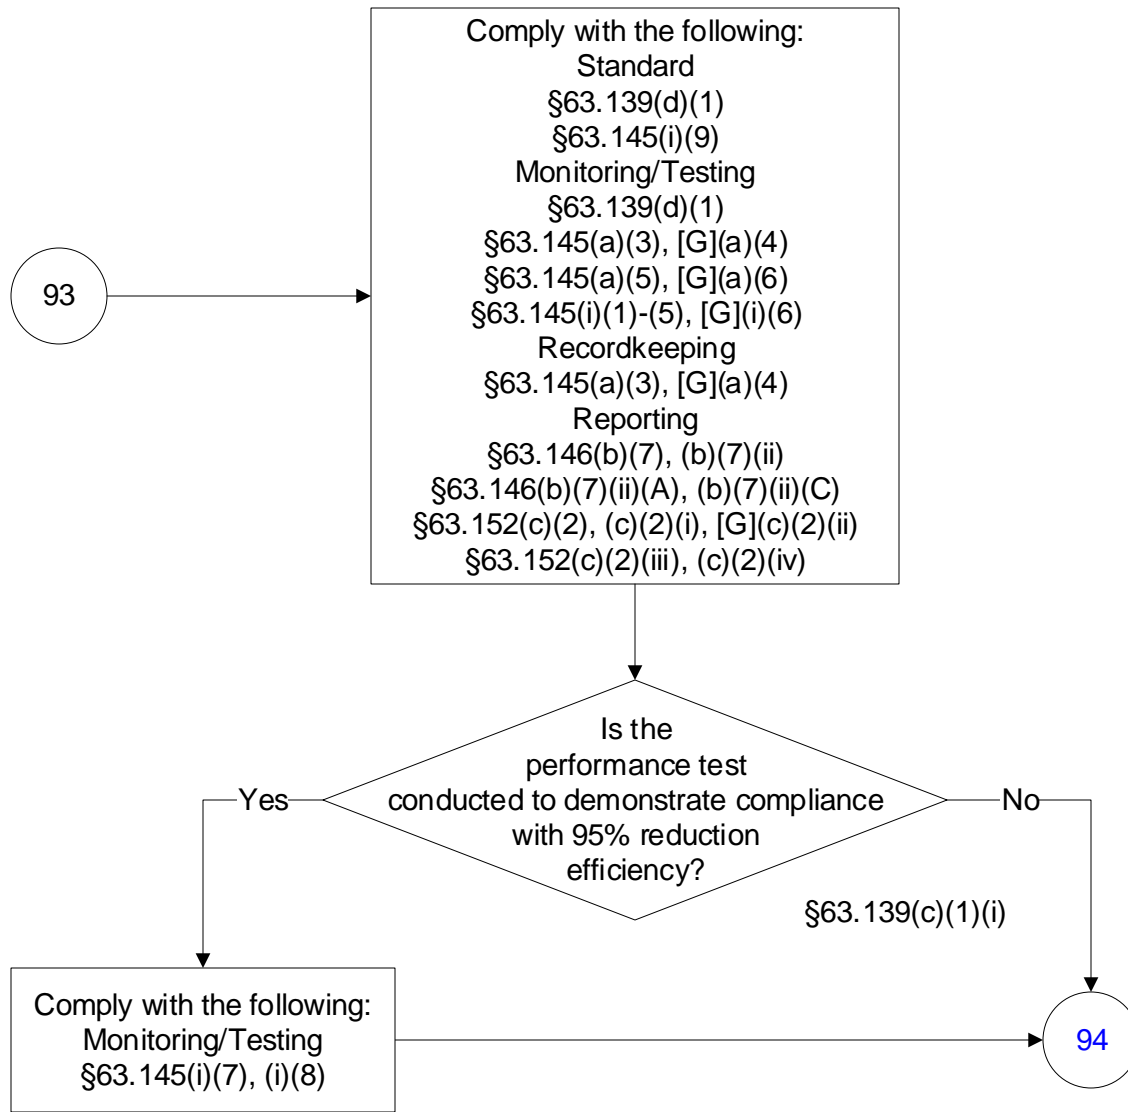 93
Comply with the following:
Standard
§63.139(d)(1)
§63.145(i)(9)
Monitoring/Testing
§63.139(d)(1)
§63.145(a)(3), [G](a)(4)
§63.145(a)(5), [G](a)(6)
§63.145(i)(1)-(5), [G](i)(6)
Recordkeeping
§63.145(a)(3), [G](a)(4)
Reporting
§63.146(b)(7), (b)(7)(ii)
§63.146(b)(7)(ii)(A), (b)(7)(ii)(C)
§63.152(c)(2), (c)(2)(i), [G](c)(2)(ii)
§63.152(c)(2)(iii), (c)(2)(iv)
Is the
performance test
conducted to demonstrate compliance
with 95% reduction
efficiency?
Yes
No
§63.139(c)(1)(i)
Comply with the following:
Monitoring/Testing
§63.145(i)(7), (i)(8)
94